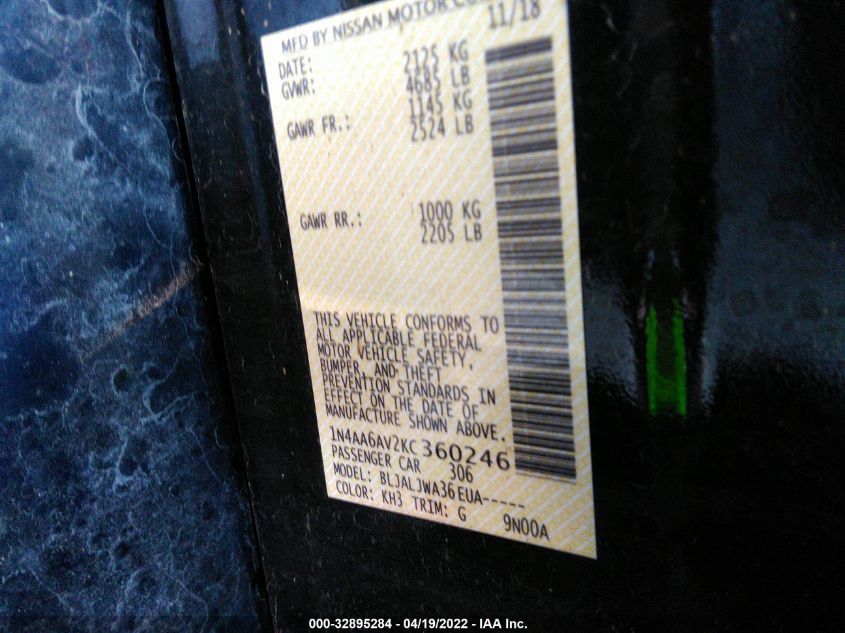 MFD BY NISSAN MOTOR CO
DATE: 11/18
GVWR: 2125 KG
4685 LB
GAWR FR.: 1145 KG
2524 LB
GAWR RR.: 1000 KG
2205 LB
THIS VEHICLE CONFORMS TO
ALL APPLICABLE FEDERAL
MOTOR VEHICLE SAFETY,
BUMPER, AND THEFT
PREVENTION STANDARDS IN
EFFECT ON THE DATE OF
MANUFACTURE SHOWN ABOVE.
1N4AA6AV2KC360246
PASSENGER CAR 306
MODEL: BLJALJWA36EUA-----
COLOR: KH3 TRIM: G 9N00A
000-32895284 - 04/19/2022 - IAA Inc.